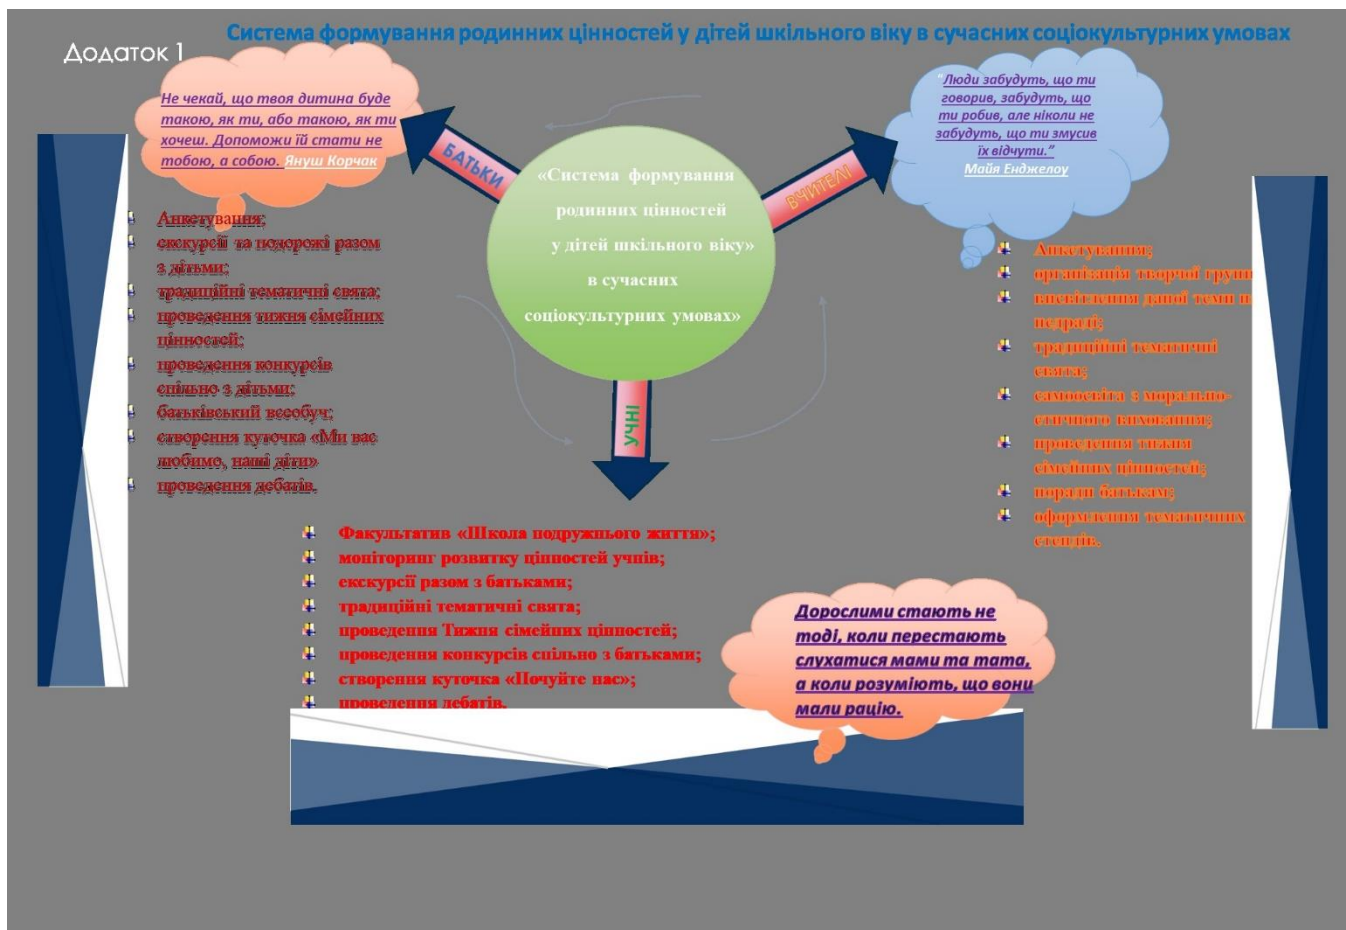 Система формування родинних цінностей у дітей шкільного віку в сучасних соціокультурних умовах
Додаток 1
Не чекай, що твоя дитина буде
такою, як ти, або такою, як ти
хочеш. Допоможи їй стати не
тобою, а собою. Януш Корчак
"Люди забудуть, що ти
говорив, забудуть, що
ти робив, але ніколи не
забудуть, що ти змусив
їх відчути."
Майя Енджелоу
БАТЬКИ
ВЧИТЕЛІ
УЧНІ
«Система формування
родинних цінностей
у дітей шкільного віку»
в сучасних
соціокультурних умовах»
Анкетування;
екскурсії та подорожі разом
з дітьми;
традиційні тематичні свята;
проведення тижня сімейних
цінностей;
проведення конкурсів
спільно з дітьми;
батьківський всеобуч;
створення куточка «Ми вас
любимо, наші діти»
проведення дебатів.
Анкетування;
організація творчої групи
висвітлення даної теми н
педраді;
традиційні тематичні
свята;
самоосвіта з морально-
етичного виховання;
проведення тижня
сімейних цінностей;
поради батькам;
оформлення тематичних
стендів.
Факультатив «Школа подружнього життя»;
моніторинг розвитку цінностей учнів;
екскурсії разом з батьками;
традиційні тематичні свята;
проведення Тижня сімейних цінностей;
проведення конкурсів спільно з батьками;
створення куточка «Почуйте нас»;
проведення дебатів.
Дорослими стають не
тоді, коли перестають
слухатися мами та тата,
а коли розуміють, що вони
мали рацію.